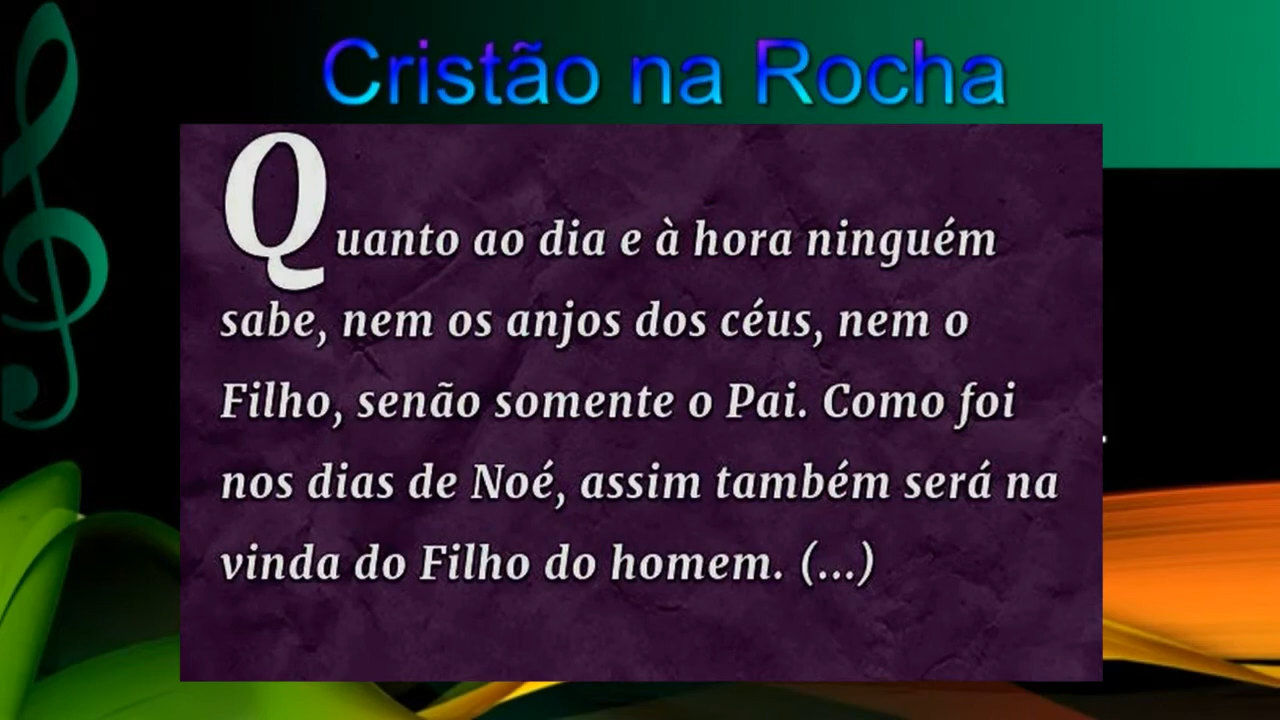 Cristão na Rocha
Quanto ao dia e à hora ninguém
sabe, nem os anjos dos céus, nem o
Filho, senão somente o Pai. Como foi
nos dias de Noé, assim também será na
vinda do Filho do homem. (...)